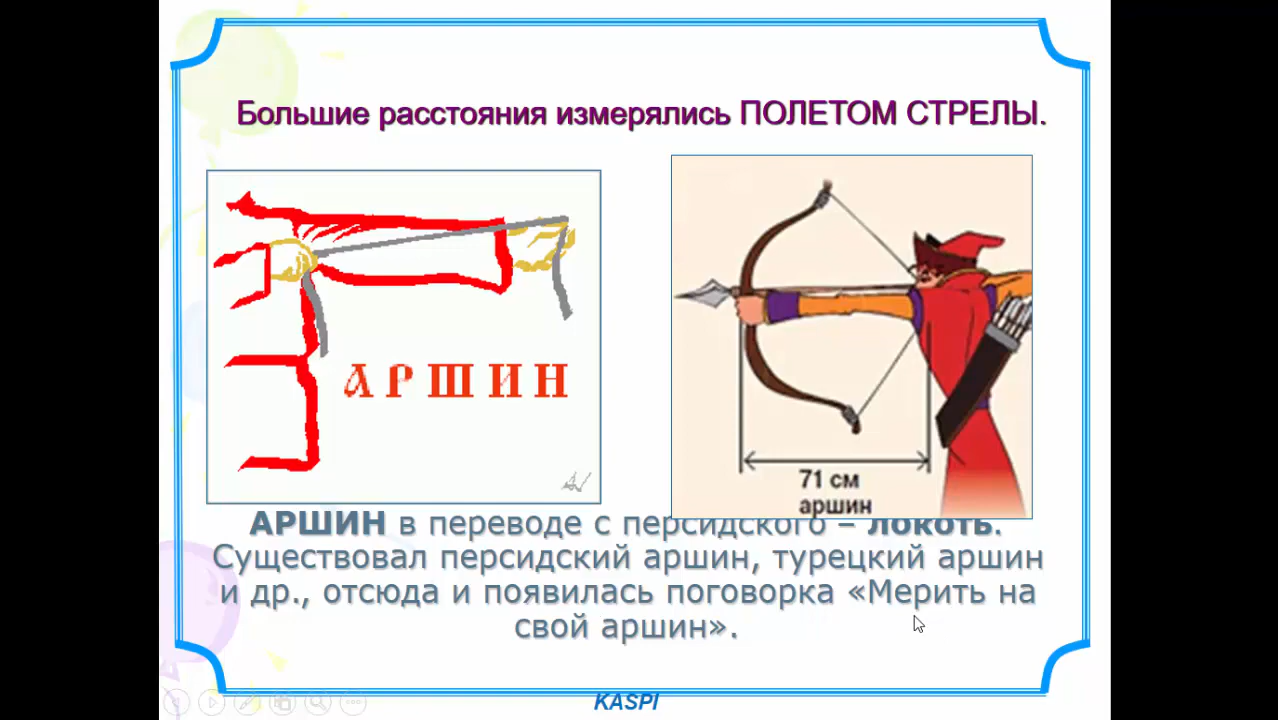 Большие расстояния измерялись ПОЛЕТОМ СТРЕЛЫ.
АРШИН
71 см
аршин
АРШИН в переводе с персидского – локоть.
Существовал персидский аршин, турецкий аршин
и др., отсюда и появилась поговорка «Мерить на
свой аршин».
KASPI